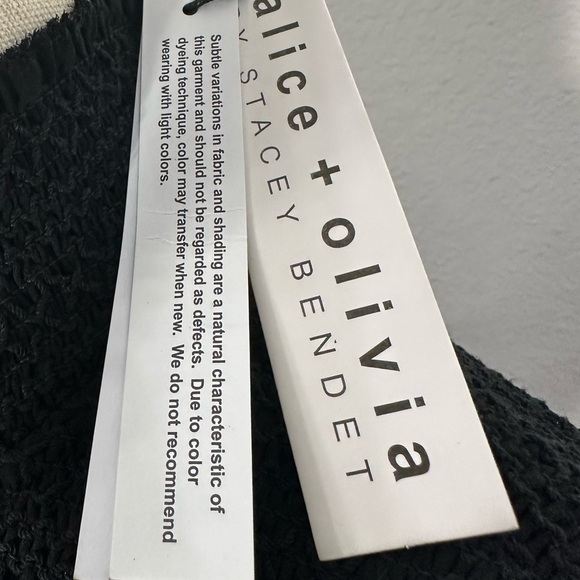 alice + olivia
BY STACEY BENDET
Subtle variations in fabric and shading are a natural characteristic of
this garment and should not be regarded as defects. Due to color
dyeing technique, color may transfer when new. We do not recommend
wearing with light colors.